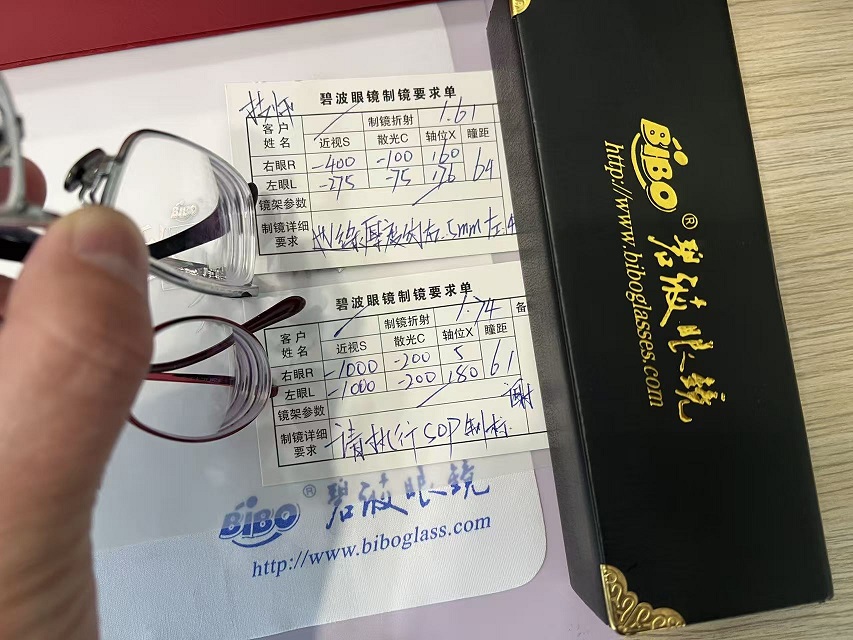 碧波眼镜制镜要求单
客户
姓名
制镜折射
1.61
近视S
散光C
轴位X
瞳距
右眼R
-400
-100
160
64
左眼L
-275
-75
176
镜架参数
制镜详细
要求
碧波眼镜制镜要求单
客户
姓名
制镜折射
1.74
备
近视S
散光C
轴位X
瞳距
右眼R
-1000
-200
5
61
左眼L
-1000
-200
180
镜架参数
制镜详细
要求
请执行SOP制标.
谢
BiBO® 碧波眼镜
http://www.biboglass.com
BiBO® 碧波眼镜
http://www.biboglasses.com